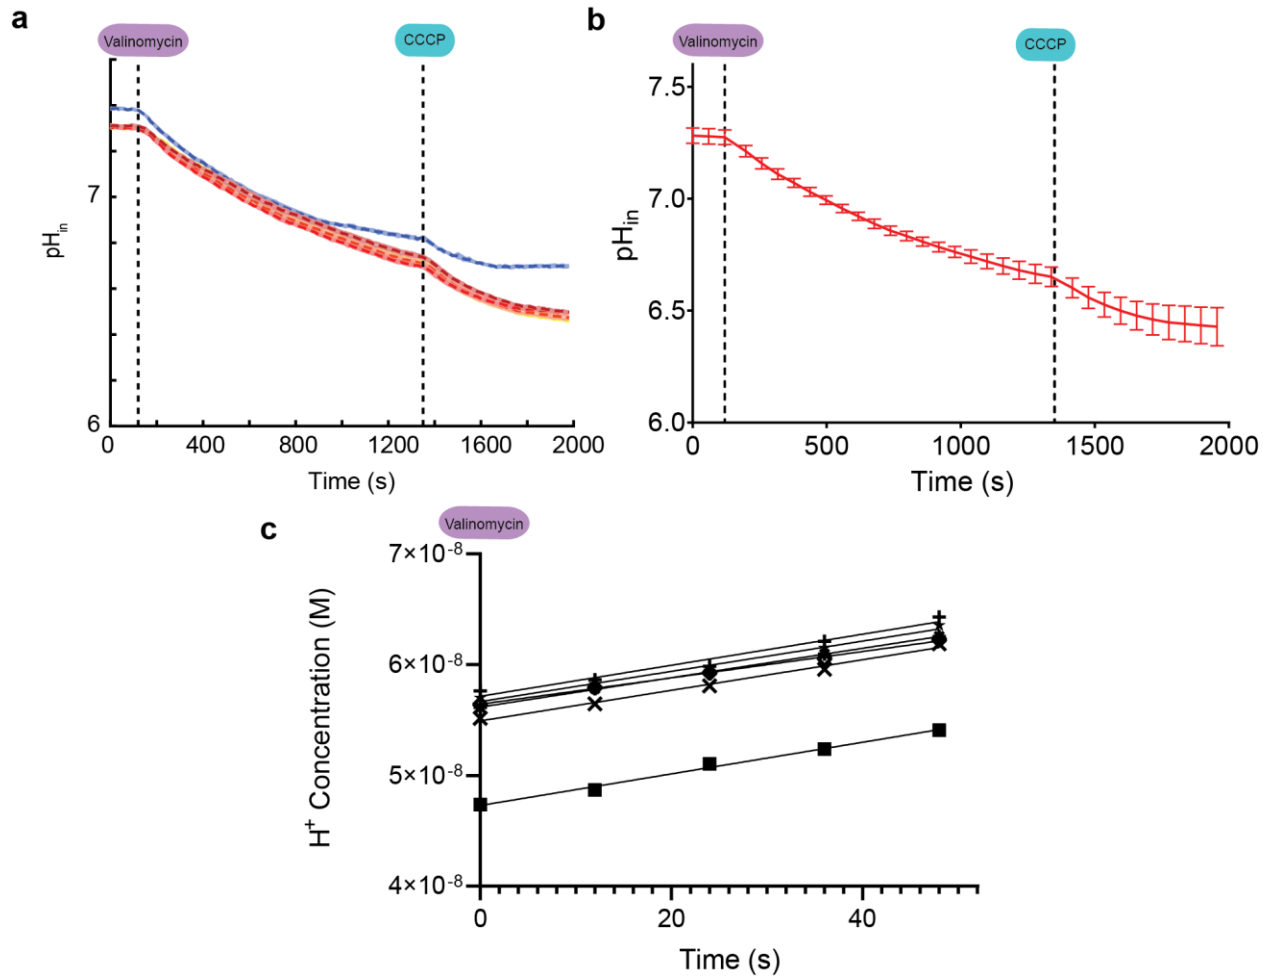 a
Valinomycin
CCCP
7
6
pHin
0 400 800 1200 1600 2000
Time (s)
b
Valinomycin
CCCP
7.5
7.0
6.5
6.0
pHin
0 500 1000 1500 2000
Time (s)
c
Valinomycin
7×10⁻⁸
6×10⁻⁸
5×10⁻⁸
4×10⁻⁸
H⁺ Concentration (M)
0 20 40
Time (s)